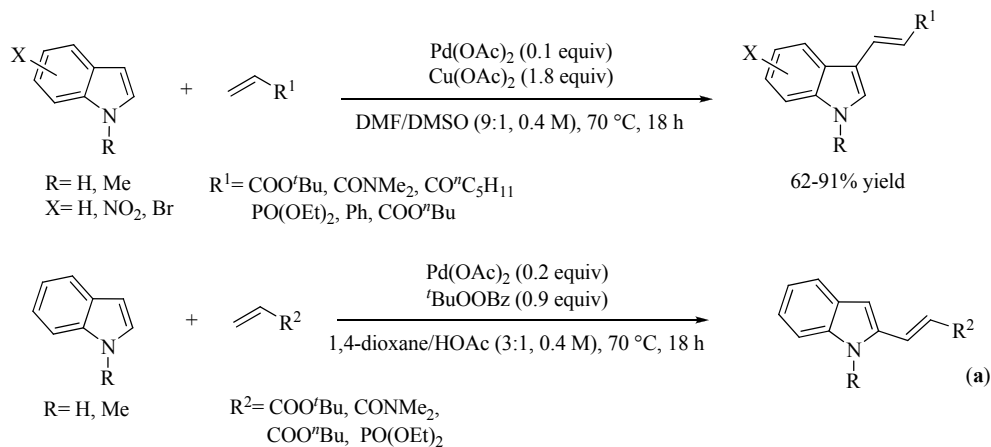 X
N
R
+
R¹
Pd(OAc)₂ (0.1 equiv)
Cu(OAc)₂ (1.8 equiv)
DMF/DMSO (9:1, 0.4 M), 70 °C, 18 h
X
N
R
R¹
R= H, Me
X= H, NO₂, Br
R¹= COOᵗBu, CONMe₂, COⁿC₅H₁₁
PO(OEt)₂, Ph, COOⁿBu
62-91% yield
N
R
+
R²
Pd(OAc)₂ (0.2 equiv)
ᵗBuOOBz (0.9 equiv)
1,4-dioxane/HOAc (3:1, 0.4 M), 70 °C, 18 h
N
R
R²
(a)
R= H, Me
R²= COOᵗBu, CONMe₂,
COOⁿBu, PO(OEt)₂